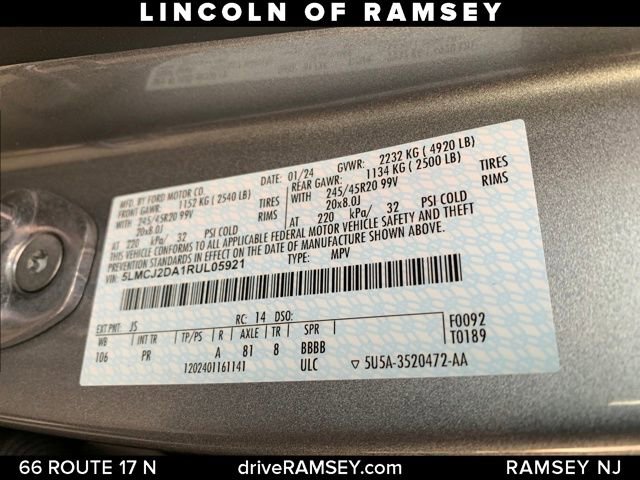 LINCOLN OF RAMSEY
MFD. BY FORD MOTOR CO.
DATE: 01/24 GVWR: 2232 KG ( 4920 LB)
FRONT GAWR: 1152 KG ( 2540 LB) REAR GAWR: 1134 KG ( 2500 LB)
WITH 245/45R20 99V TIRES WITH 245/45R20 99V TIRES
20x8.0J RIMS 20x8.0J RIMS
AT 220 kPa/ 32 PSI COLD AT 220 kPa/ 32 PSI COLD
THIS VEHICLE CONFORMS TO ALL APPLICABLE FEDERAL MOTOR VEHICLE SAFETY AND THEFT
PREVENTION STANDARDS IN EFFECT ON THE DATE OF MANUFACTURE SHOWN ABOVE.
VIN: 5LMCJ2DA1RUL05921 TYPE: MPV
EXT PNT: JS RC: 14 DSO: F0092
WB INT TR TP/PS R AXLE TR SPR T0189
106 PR A 81 8 BBBB
1202401161141 ULC ▽ 5U5A-3520472-AA
66 ROUTE 17 N driveRAMSEY.com RAMSEY NJ